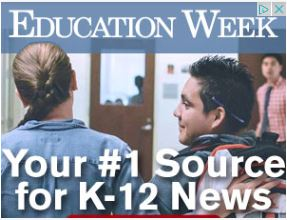 EDUCATION WEEK
Your #1 Source
for K-12 News